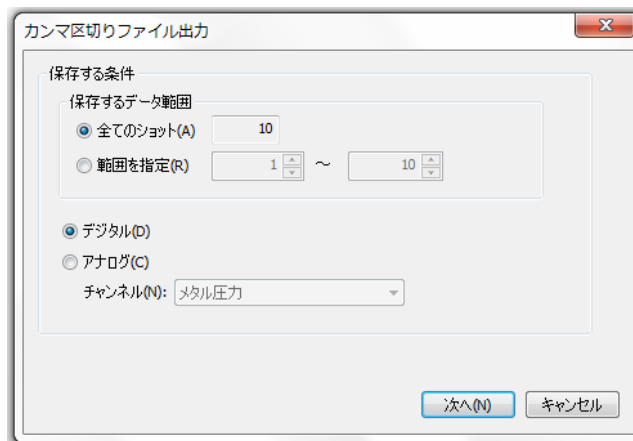 カンマ区切りファイル出力
保存する条件
保存するデータ範囲
全てのショット(A) 10
範囲を指定(R) 1 ～ 10
デジタル(D)
アナログ(C)
チャンネル(N): メタル圧力
次へ(N) キャンセル